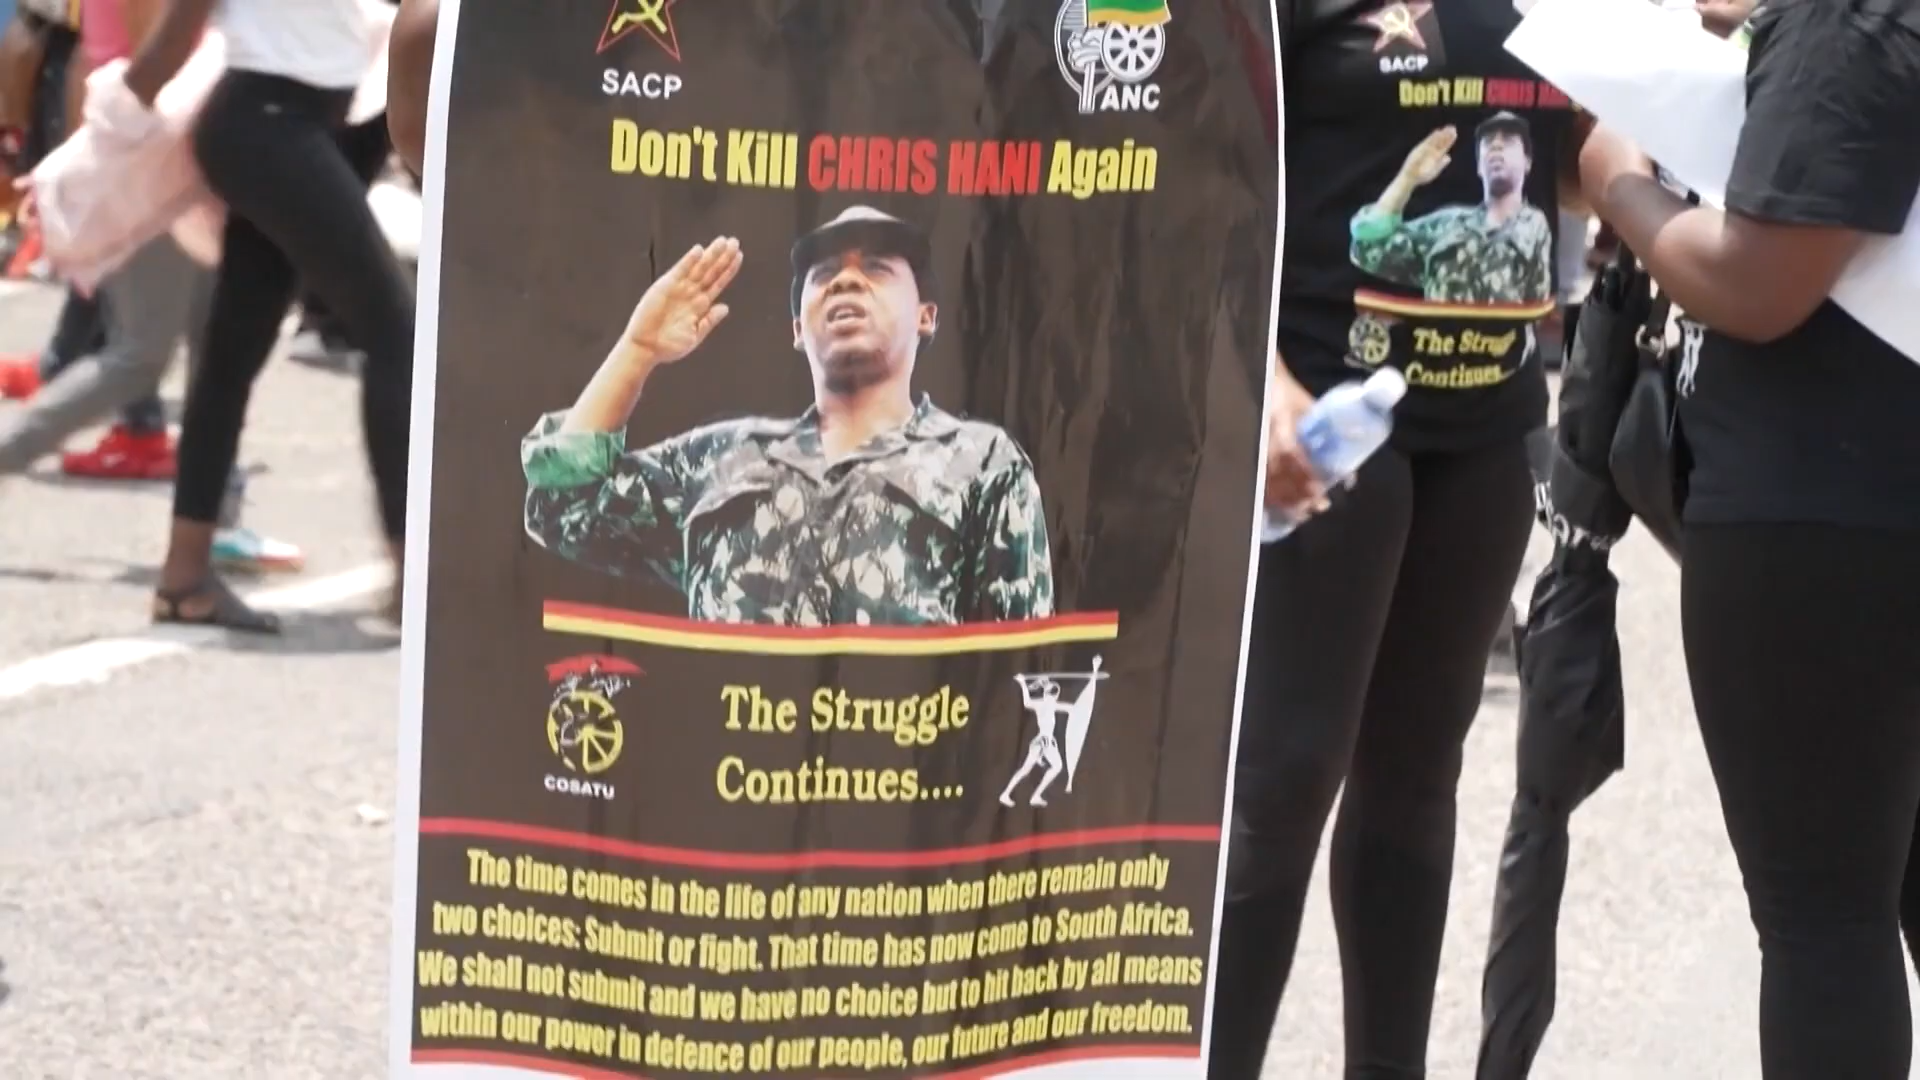 SACP
ANC
Don't Kill CHRIS HANI Again
COSATU
The Struggle
Continues....
The time comes in the life of any nation when there remain only
two choices: Submit or fight. That time has now come to South Africa.
We shall not submit and we have no choice but to hit back by all means
within our power in defence of our people, our future and our freedom.
SACP
Don't Kill CHRIS
The
Continues...